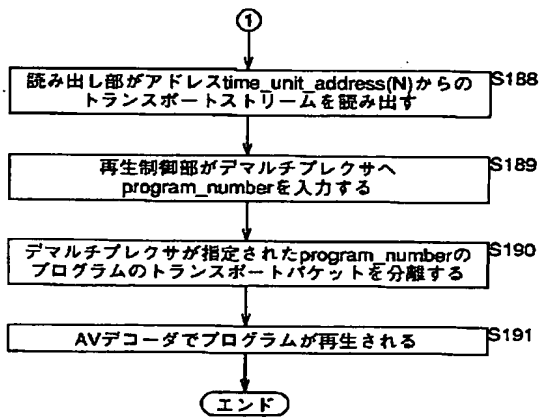 ①
読み出し部がアドレスtime_unit_address(N)からの
トランスポートストリームを読み出す
S188
再生制御部がデマルチプレクサへ
program_numberを入力する
S189
デマルチプレクサが指定されたprogram_numberの
プログラムのトランスポートパケットを分離する
S190
AVデコーダでプログラムが再生される
S191
エンド